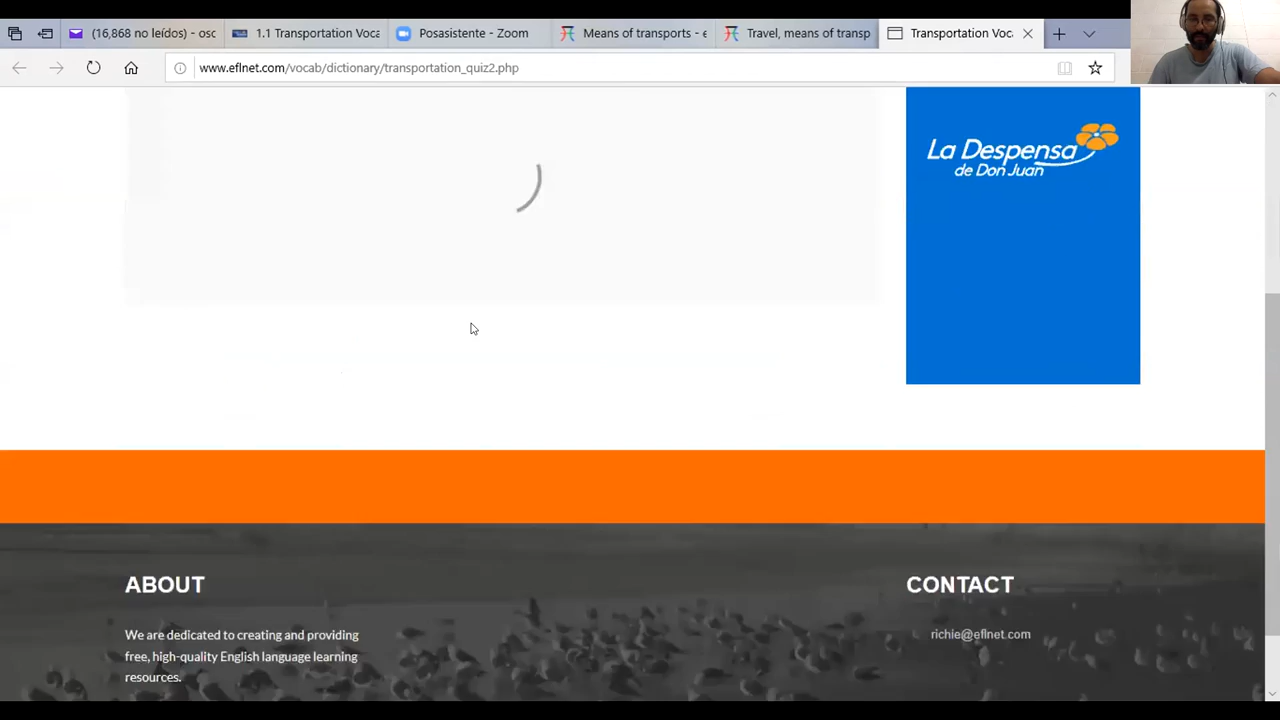 (16,868 no leídos) - osc
1.1 Transportation Voca
Posasistente - Zoom
Means of transports - e
Travel, means of transp
Transportation Voc
www.eflnet.com/vocab/dictionary/transportation_quiz2.php
La Despensa
de Don Juan
ABOUT
CONTACT
We are dedicated to creating and providing
free, high-quality English language learning
resources.
richie@eflnet.com